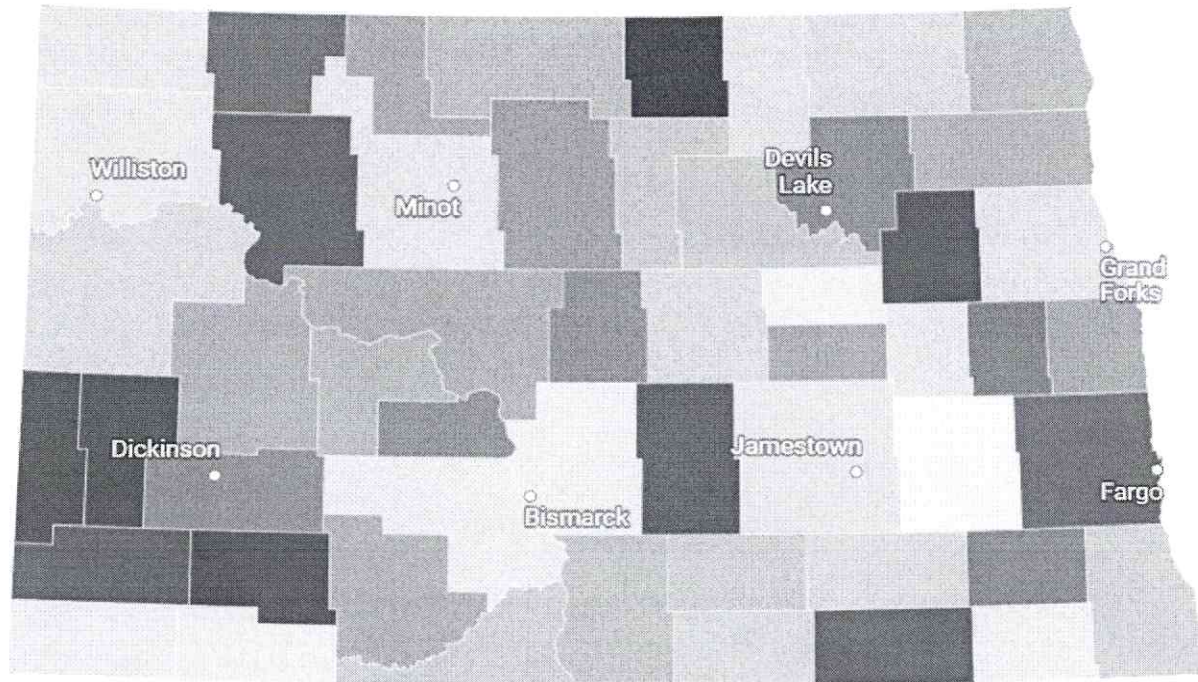 Williston
Minot
Devils
Lake
Grand
Forks
Dickinson
Jamestown
Bismarck
Fargo